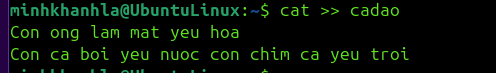 minhkhanhla@UbuntuLinux:~$ cat >> cadao
Con ong lam mat yeu hoa
Con ca boi yeu nuoc con chim ca yeu troi